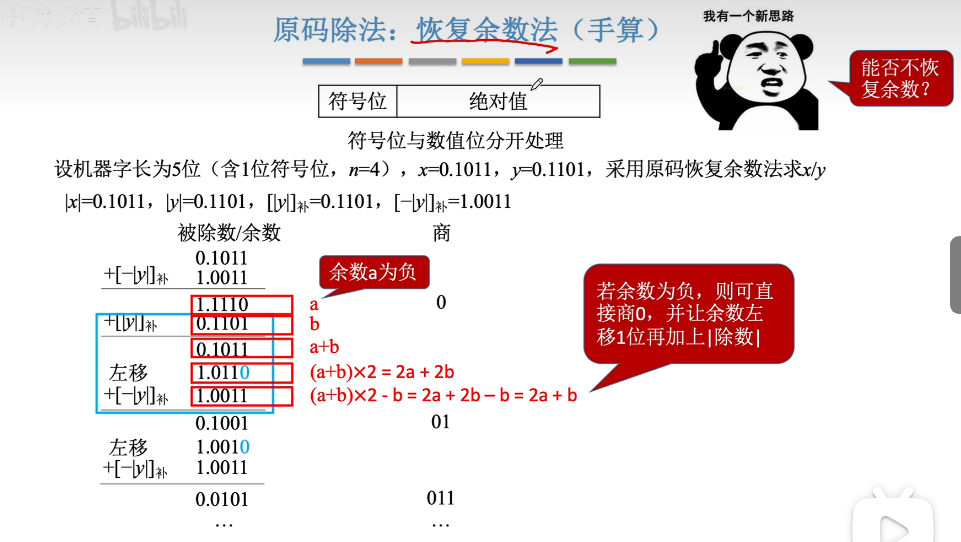 bilibili
我有一个新思路
原码除法：恢复余数法（手算）
能否不恢
复余数？
符号位 绝对值
符号位与数值位分开处理
设机器字长为5位（含1位符号位，n=4），x=0.1011，y=0.1101，采用原码恢复余数法求x/y
|x|=0.1011，|y|=0.1101，[|y|]补=0.1101，[−|y|]补=1.0011
被除数/余数 商
0.1011
+[−|y|]补 1.0011
余数a为负
1.1110 a 0
+[|y|]补 0.1101 b
0.1011 a+b
左移 1.0110 (a+b)×2 = 2a + 2b
+[−|y|]补 1.0011 (a+b)×2 - b = 2a + 2b – b = 2a + b
若余数为负，则可直
接商0，并让余数左
移1位再加上|除数|
0.1001 01
左移 1.0010
+[−|y|]补 1.0011
0.0101 011
… …